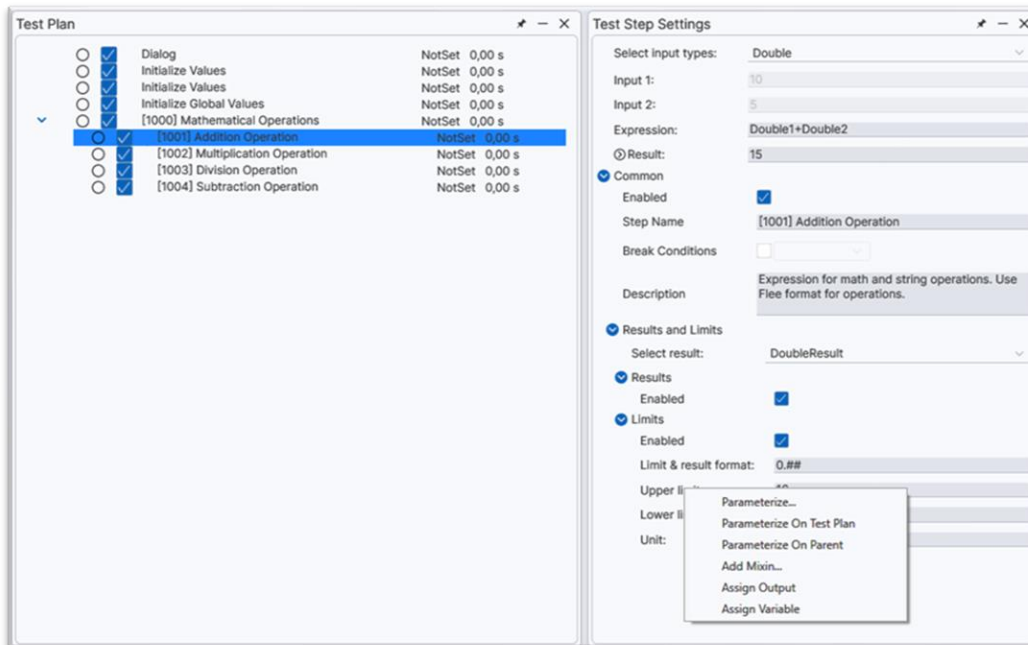 Test Plan
Dialog NotSet 0,00 s
Initialize Values NotSet 0,00 s
Initialize Values NotSet 0,00 s
Initialize Global Values NotSet 0,00 s
[1000] Mathematical Operations NotSet 0,00 s
[1001] Addition Operation NotSet 0,00 s
[1002] Multiplication Operation NotSet 0,00 s
[1003] Division Operation NotSet 0,00 s
[1004] Subtraction Operation NotSet 0,00 s
Test Step Settings
Select input types: Double
Input 1: 10
Input 2: 5
Expression: Double1+Double2
Result: 15
Common
Enabled
Step Name [1001] Addition Operation
Break Conditions
Description Expression for math and string operations. Use
Flee format for operations.
Results and Limits
Select result: DoubleResult
Results
Enabled
Limits
Enabled
Limit & result format: 0.##
Upper li
Lower li
Unit:
Parameterize...
Parameterize On Test Plan
Parameterize On Parent
Add Mixin...
Assign Output
Assign Variable